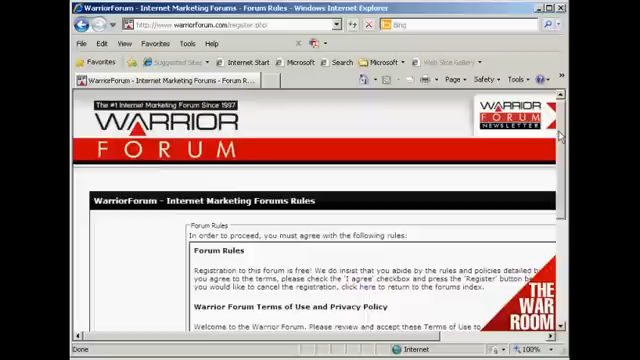 WarriorForum - Internet Marketing Forums - Forum Rules - Windows Internet Explorer
http://www.warriorforum.com/register.php
Bing
File Edit View Favorites Tools Help
Favorites Suggested Sites Internet Start Microsoft Search Microsoft Web Slice Gallery
WarriorForum - Internet Marketing Forums - Forum R...
Page Safety Tools
The #1 Internet Marketing Forum Since 1997
WARRIOR
FORUM
WARRIOR
FORUM
NEWSLETTER
WarriorForum - Internet Marketing Forums Rules
Forum Rules
In order to proceed, you must agree with the following rules:
Forum Rules
Registration to this forum is free! We do insist that you abide by the rules and policies detailed b
you agree to the terms, please check the 'I agree' checkbox and press the 'Register' button be
you would like to cancel the registration, click here to return to the forums index.
Warrior Forum Terms of Use and Privacy Policy
Welcome to the Warrior Forum. Please review and accept these Terms of Use to
THE
WAR
ROOM
Done
Internet
100%